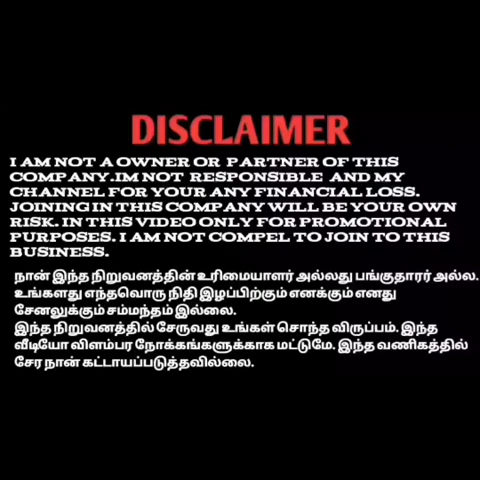 DISCLAIMER
I AM NOT A OWNER OR PARTNER OF THIS
COMPANY.IM NOT RESPONSIBLE AND MY
CHANNEL FOR YOUR ANY FINANCIAL LOSS.
JOINING IN THIS COMPANY WILL BE YOUR OWN
RISK. IN THIS VIDEO ONLY FOR PROMOTIONAL
PURPOSES. I AM NOT COMPEL TO JOIN TO THIS
BUSINESS.
நான் இந்த நிறுவனத்தின் உரிமையாளர் அல்லது பங்குதாரர் அல்ல.
உங்களது எந்தவொரு நிதி இழப்பிற்கும் எனக்கும் எனது
சேனலுக்கும் சம்மந்தம் இல்லை.
இந்த நிறுவனத்தில் சேருவது உங்கள் சொந்த விருப்பம். இந்த
வீடியோ விளம்பர நோக்கங்களுக்காக மட்டுமே. இந்த வணிகத்தில்
சேர நான் கட்டாயப்படுத்தவில்லை.